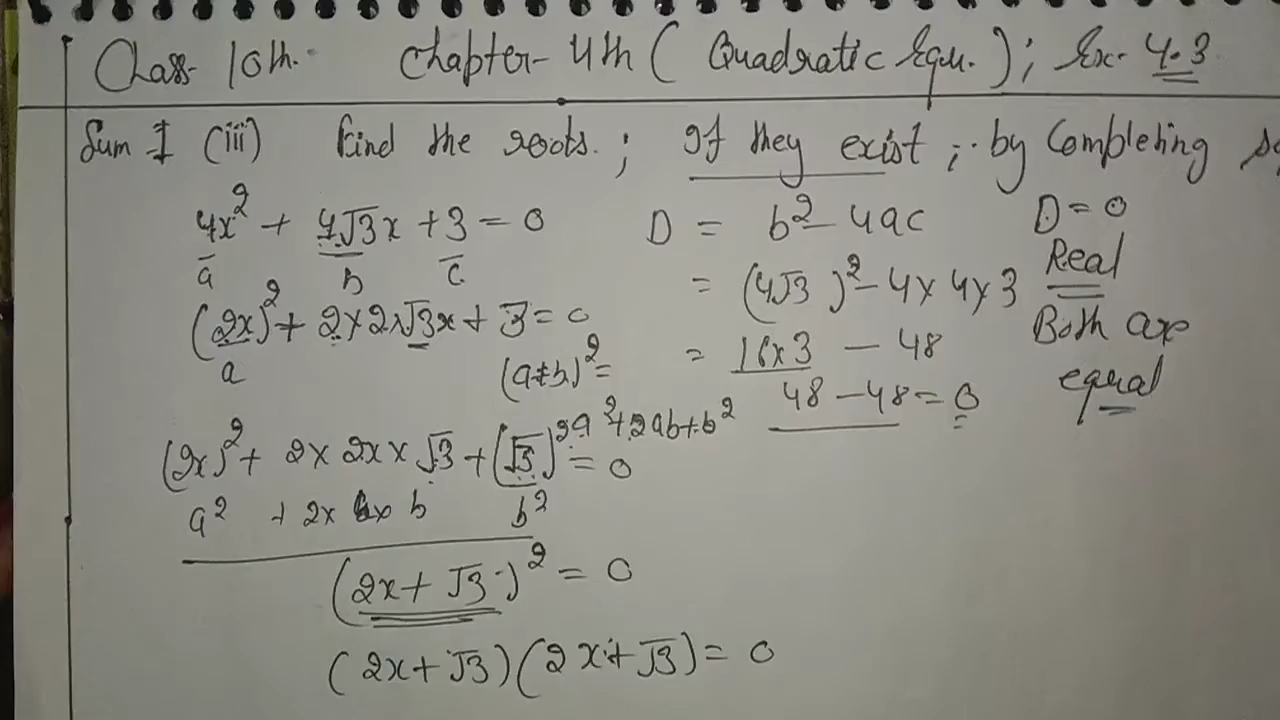 Class- 10th. Chapter- 4th ( Quadratic Equ. ) ; Ex- 4.3
Sum 1 (iii) find the roots. ; If they exist ; by Completing
4x² + 4√3x + 3 = 0
a b c
(2x)² + 2×2√3x + 3 = 0
a
(a+b)² =
a² + 2ab + b²
(2x)² + 2× 2x × √3 + (√3)² = 0
a² + 2× a × b b²
(2x + √3)² = 0
(2x + √3) (2x + √3) = 0
D = b² - 4ac
= (4√3)² - 4×4×3
= 16×3 - 48
48 - 48 = 0
D = 0
Real
Both are
equal